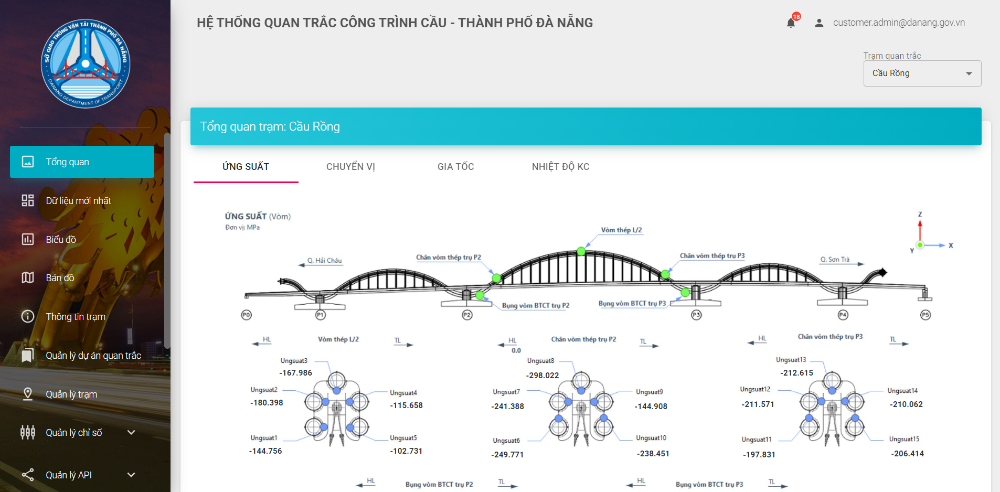 SỞ GIAO THÔNG VẬN TẢI THÀNH PHỐ ĐÀ NẴNG
DANANG DEPARTMENT OF TRANSPORT
HỆ THỐNG QUAN TRẮC CÔNG TRÌNH CẦU - THÀNH PHỐ ĐÀ NẴNG
18
customer.admin@danang.gov.vn
Trạm quan trắc
Cầu Rồng
Tổng quan
Dữ liệu mới nhất
Biểu đồ
Bản đồ
Thông tin trạm
Quản lý dự án quan trắc
Quản lý trạm
Quản lý chỉ số
Quản lý API
Tổng quan trạm: Cầu Rồng
ỨNG SUẤT CHUYỂN VỊ GIA TỐC NHIỆT ĐỘ KC
ỨNG SUẤT (Vòm)
Đơn vị: MPa
Z
X
Y
Vòm thép L/2
Q. Hải Châu
Chân vòm thép trụ P2
Chân vòm thép trụ P3
Q. Sơn Trà
Bụng vòm BTCT trụ P2
Bụng vòm BTCT trụ P3
P0 P1 P2 P3 P4 P5
HL Vòm thép L/2 TL
Ungsuat3
-167.986
Ungsuat2
-180.398
Ungsuat4
-115.658
Ungsuat1
-144.756
Ungsuat5
-102.731
HL Chân vòm thép trụ P2 TL
0.0
Ungsuat8
-298.022
Ungsuat7
-241.388
Ungsuat9
-144.908
Ungsuat6
-249.771
Ungsuat10
-238.451
HL Chân vòm thép trụ P3 TL
Ungsuat13
-212.615
Ungsuat12
-211.571
Ungsuat14
-210.062
Ungsuat11
-197.831
Ungsuat15
-206.414
HL Bụng vòm BTCT trụ P2 TL
HL Bụng vòm BTCT trụ P3 TL